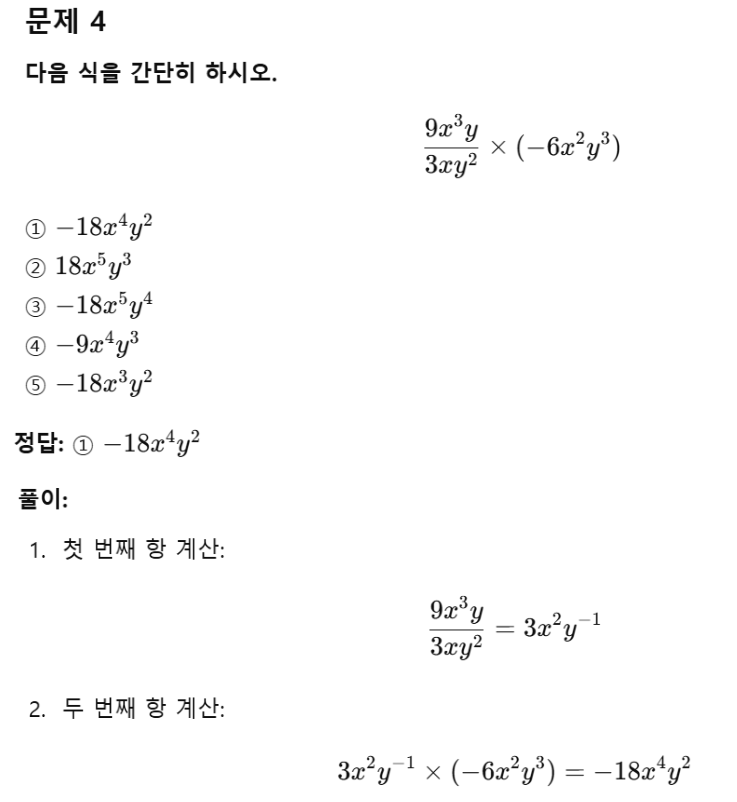 문제 4
다음 식을 간단히 하시오.
$\frac{9x^3y}{3xy^2} \times (-6x^2y^3)$
① $-18x^4y^2$
② $18x^5y^3$
③ $-18x^5y^4$
④ $-9x^4y^3$
⑤ $-18x^3y^2$
정답: ① $-18x^4y^2$
풀이:
1. 첫 번째 항 계산:
$\frac{9x^3y}{3xy^2} = 3x^2y^{-1}$
2. 두 번째 항 계산:
$3x^2y^{-1} \times (-6x^2y^3) = -18x^4y^2$